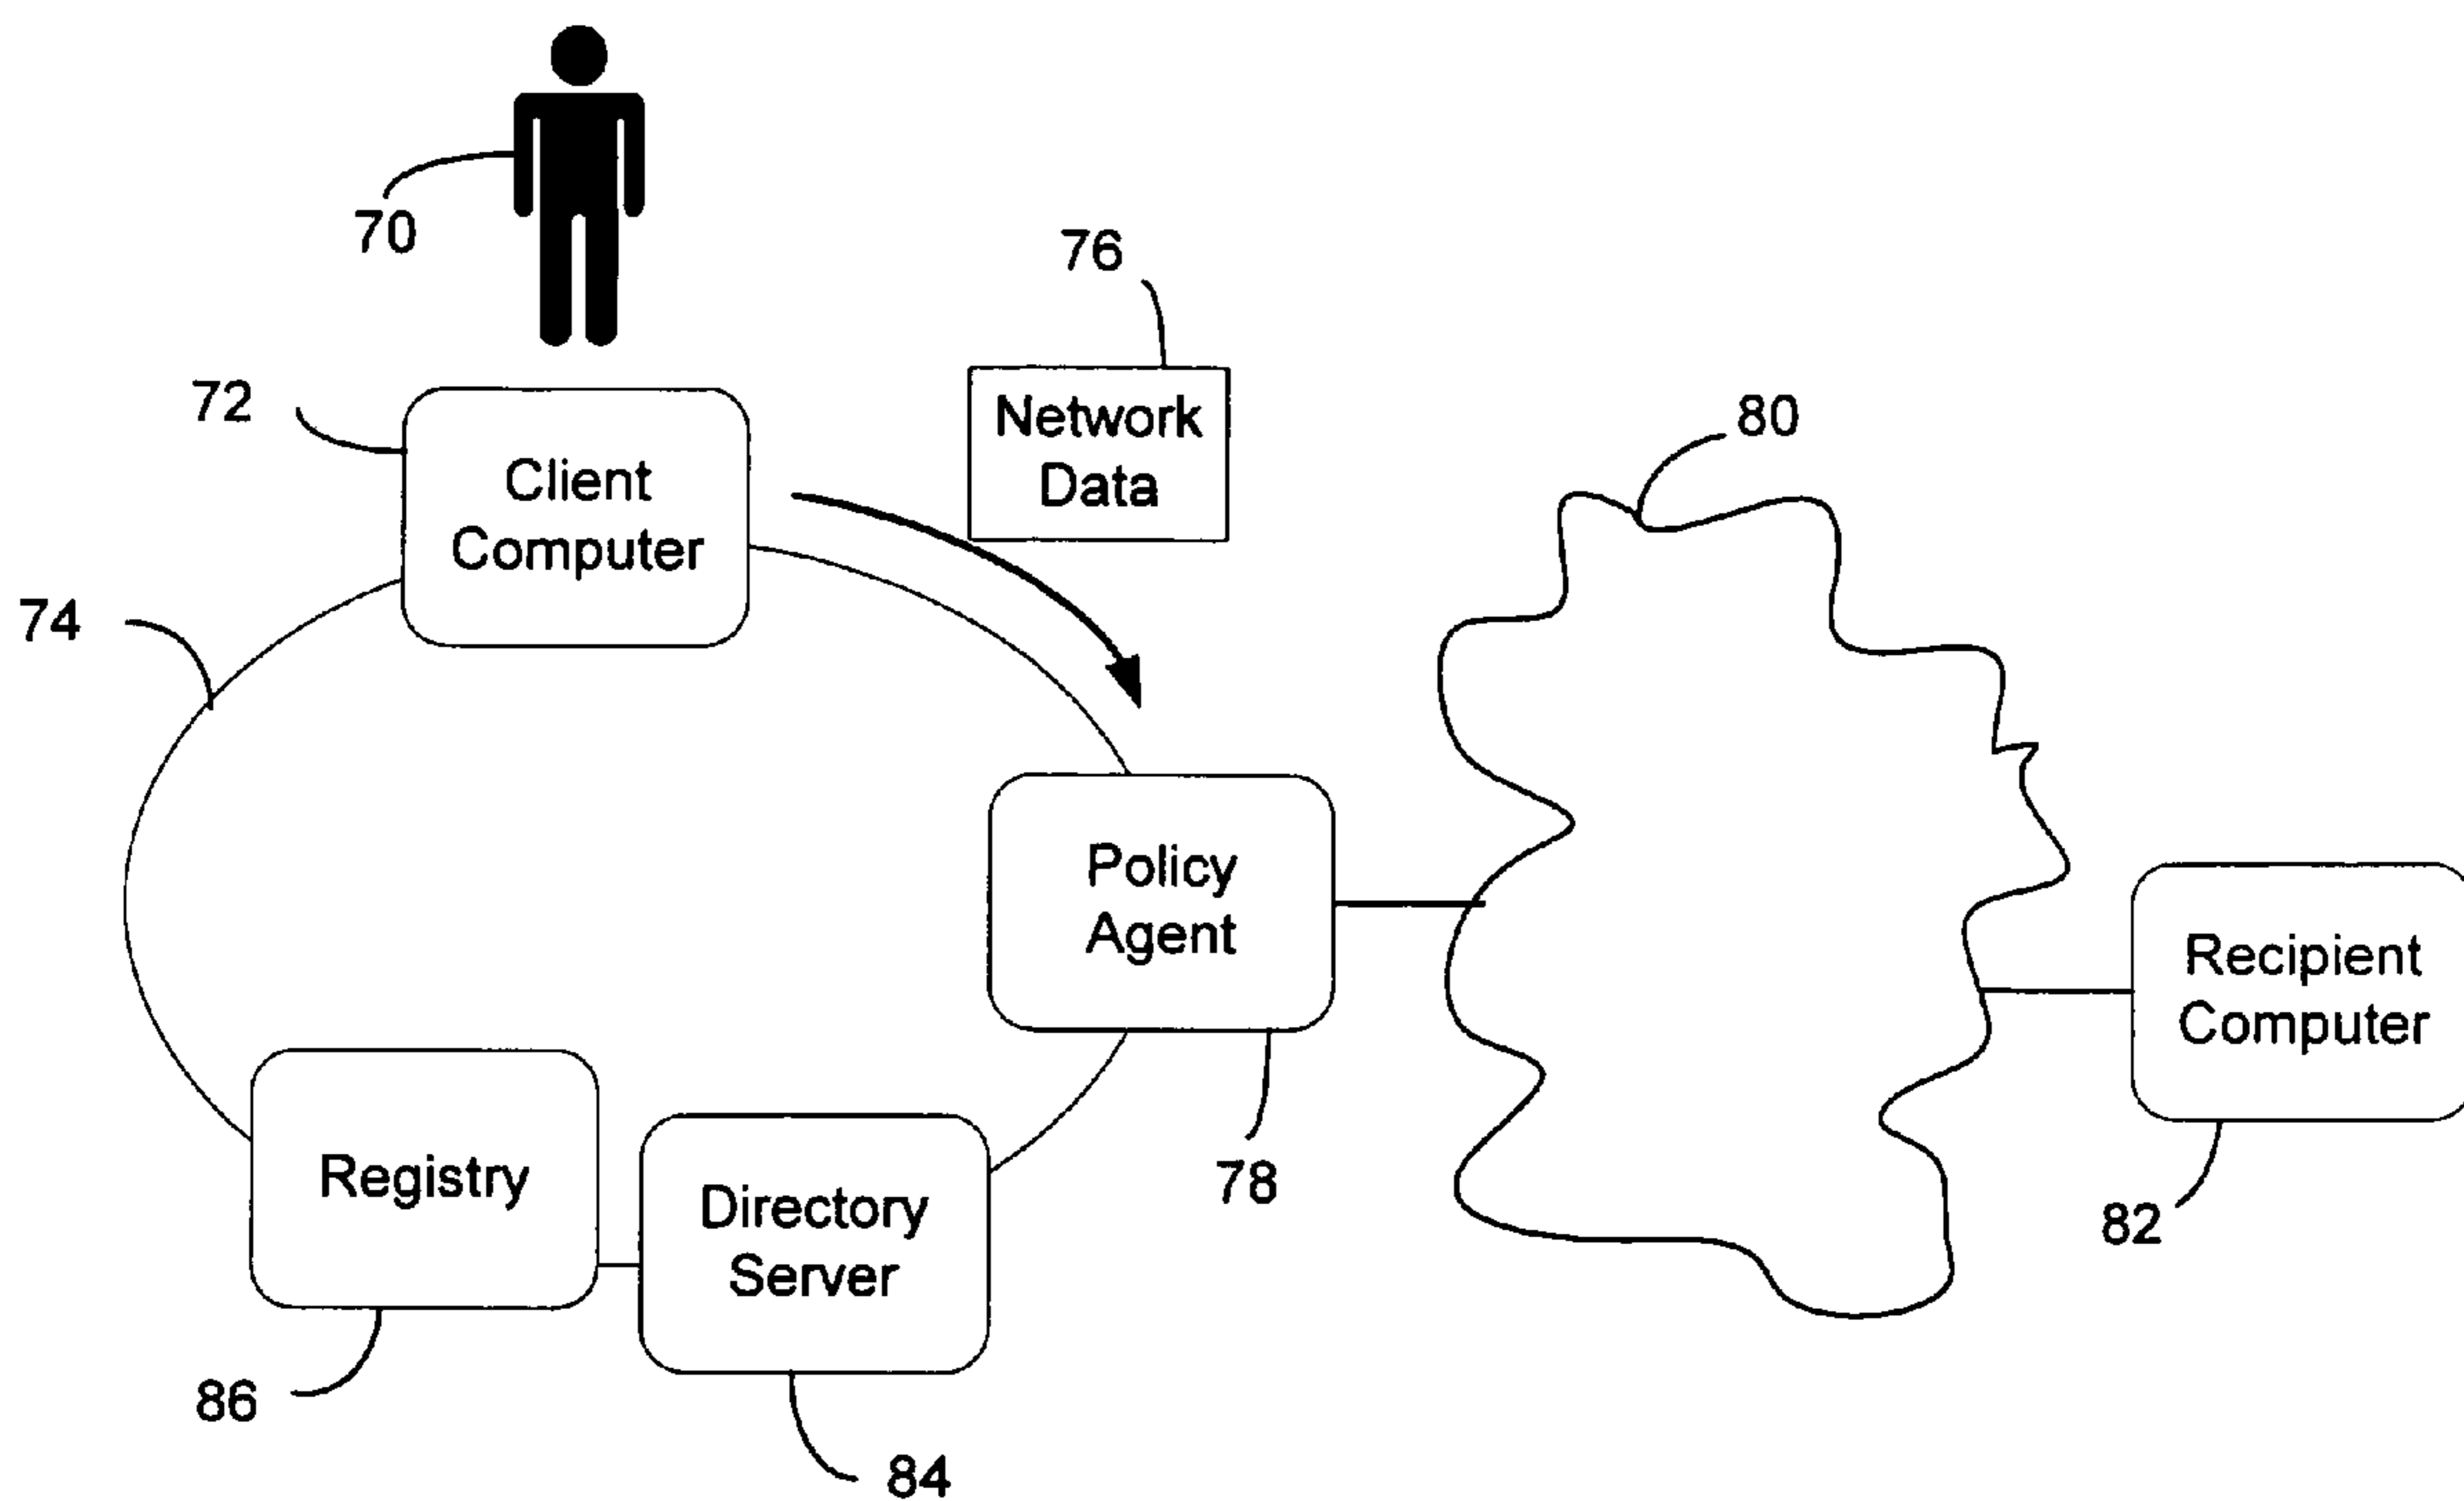 70
76
72
Client
Computer
Network
Data
80
74
Policy
Agent
Recipient
Computer
Registry
Directory
Server
78
82
86
84